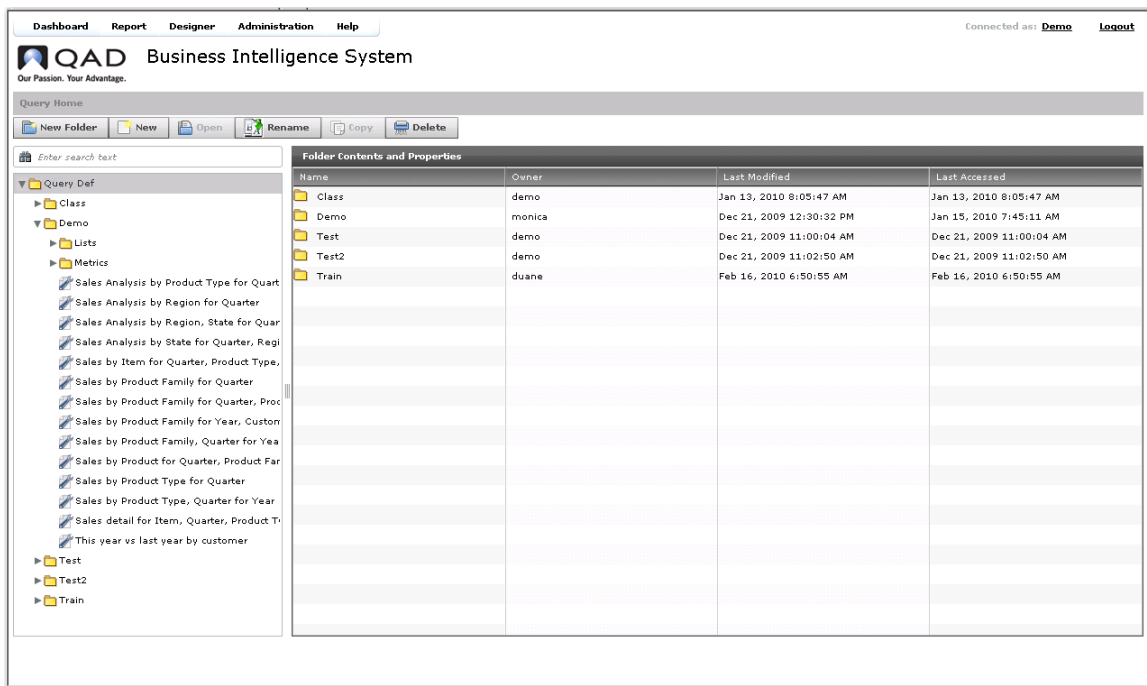 Dashboard Report Designer Administration Help Connected as: Demo Logout
QAD Business Intelligence System
Our Passion. Your Advantage.
Query Home
New Folder New Open Rename Copy Delete
Enter search text
Query Def
Class
Demo
Lists
Metrics
Sales Analysis by Product Type for Quart
Sales Analysis by Region for Quarter
Sales Analysis by Region, State for Quar
Sales Analysis by State for Quarter, Regi
Sales by Item for Quarter, Product Type,
Sales by Product Family for Quarter
Sales by Product Family for Quarter, Proc
Sales by Product Family for Year, Custom
Sales by Product Family, Quarter for Yea
Sales by Product for Quarter, Product Far
Sales by Product Type for Quarter
Sales by Product Type, Quarter for Year
Sales detail for Item, Quarter, Product T
This year vs last year by customer
Test
Test2
Train
Folder Contents and Properties
Name Owner Last Modified Last Accessed
Class demo Jan 13, 2010 8:05:47 AM Jan 13, 2010 8:05:47 AM
Demo monica Dec 21, 2009 12:30:32 PM Jan 15, 2010 7:45:11 AM
Test demo Dec 21, 2009 11:00:04 AM Dec 21, 2009 11:00:04 AM
Test2 demo Dec 21, 2009 11:02:50 AM Dec 21, 2009 11:02:50 AM
Train duane Feb 16, 2010 6:50:55 AM Feb 16, 2010 6:50:55 AM